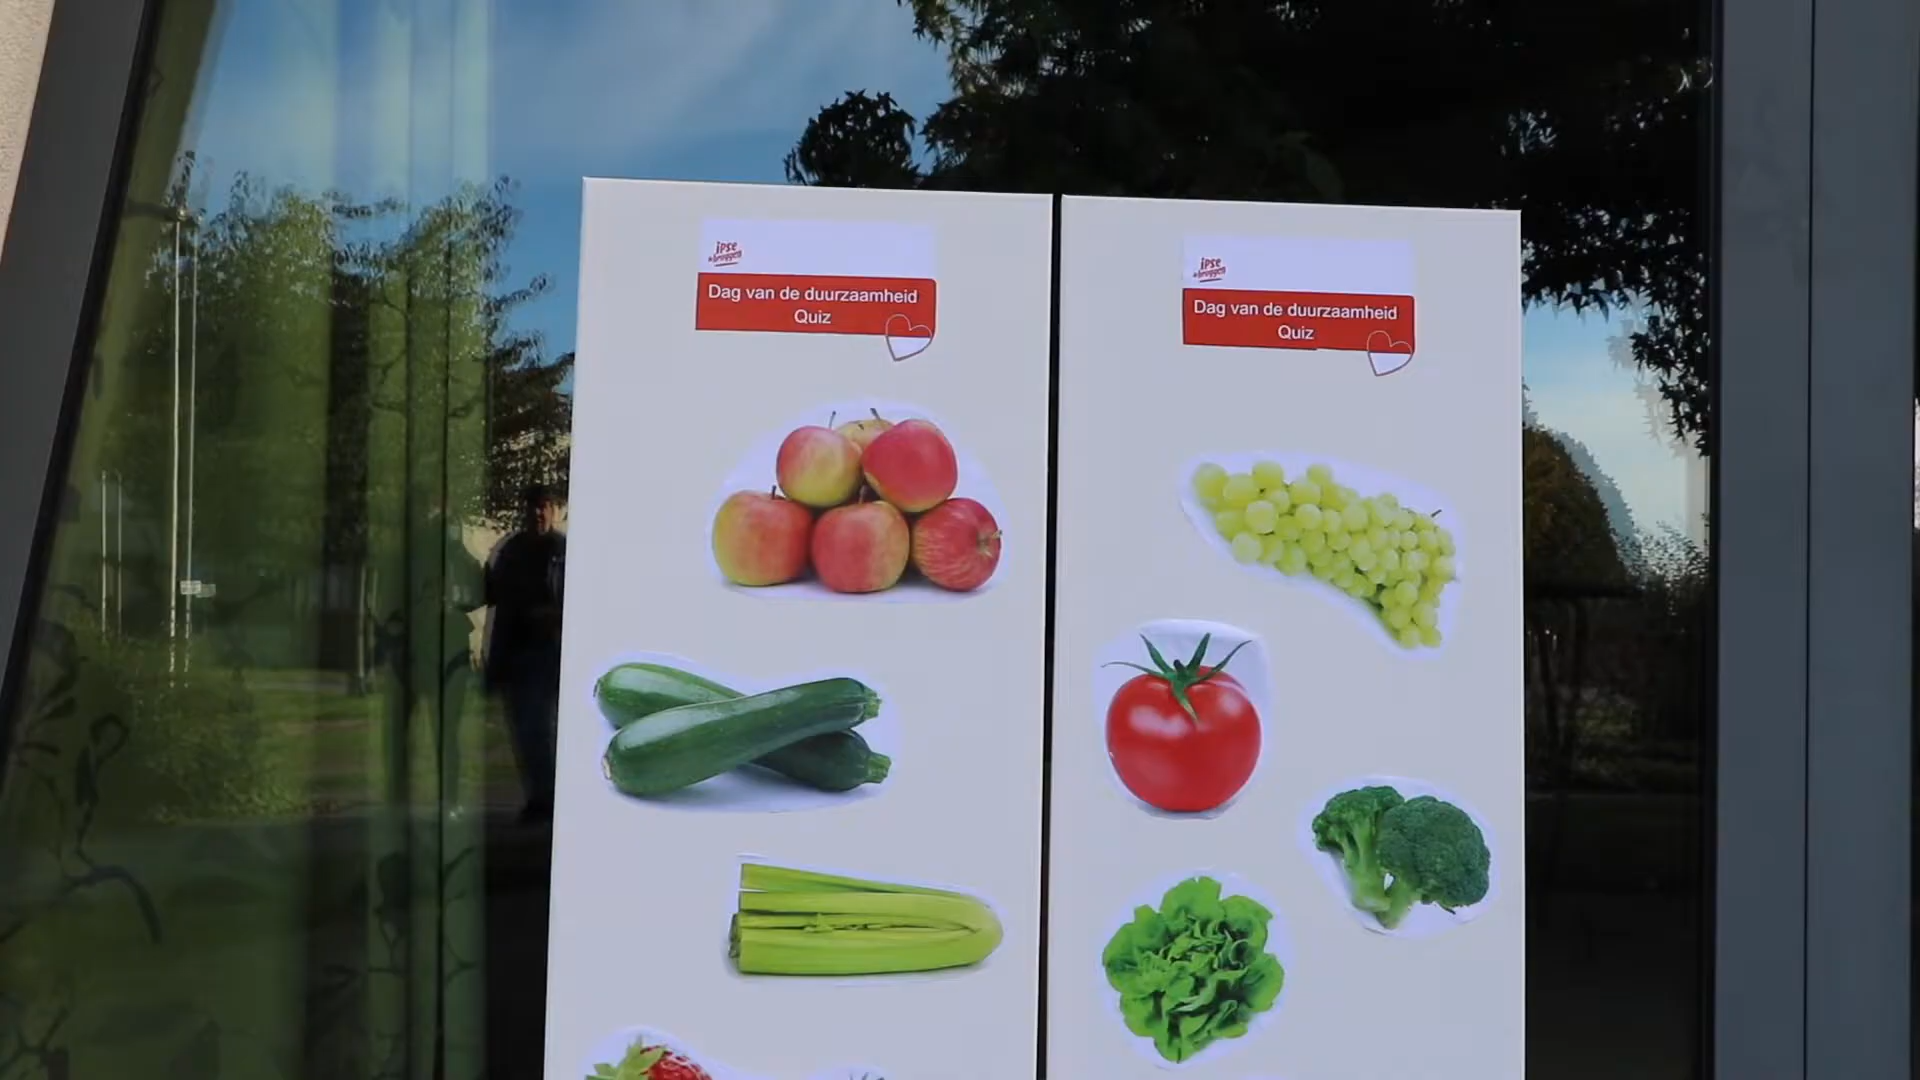 ipse
de bruggen
Dag van de duurzaamheid
Quiz
ipse
de bruggen
Dag van de duurzaamheid
Quiz